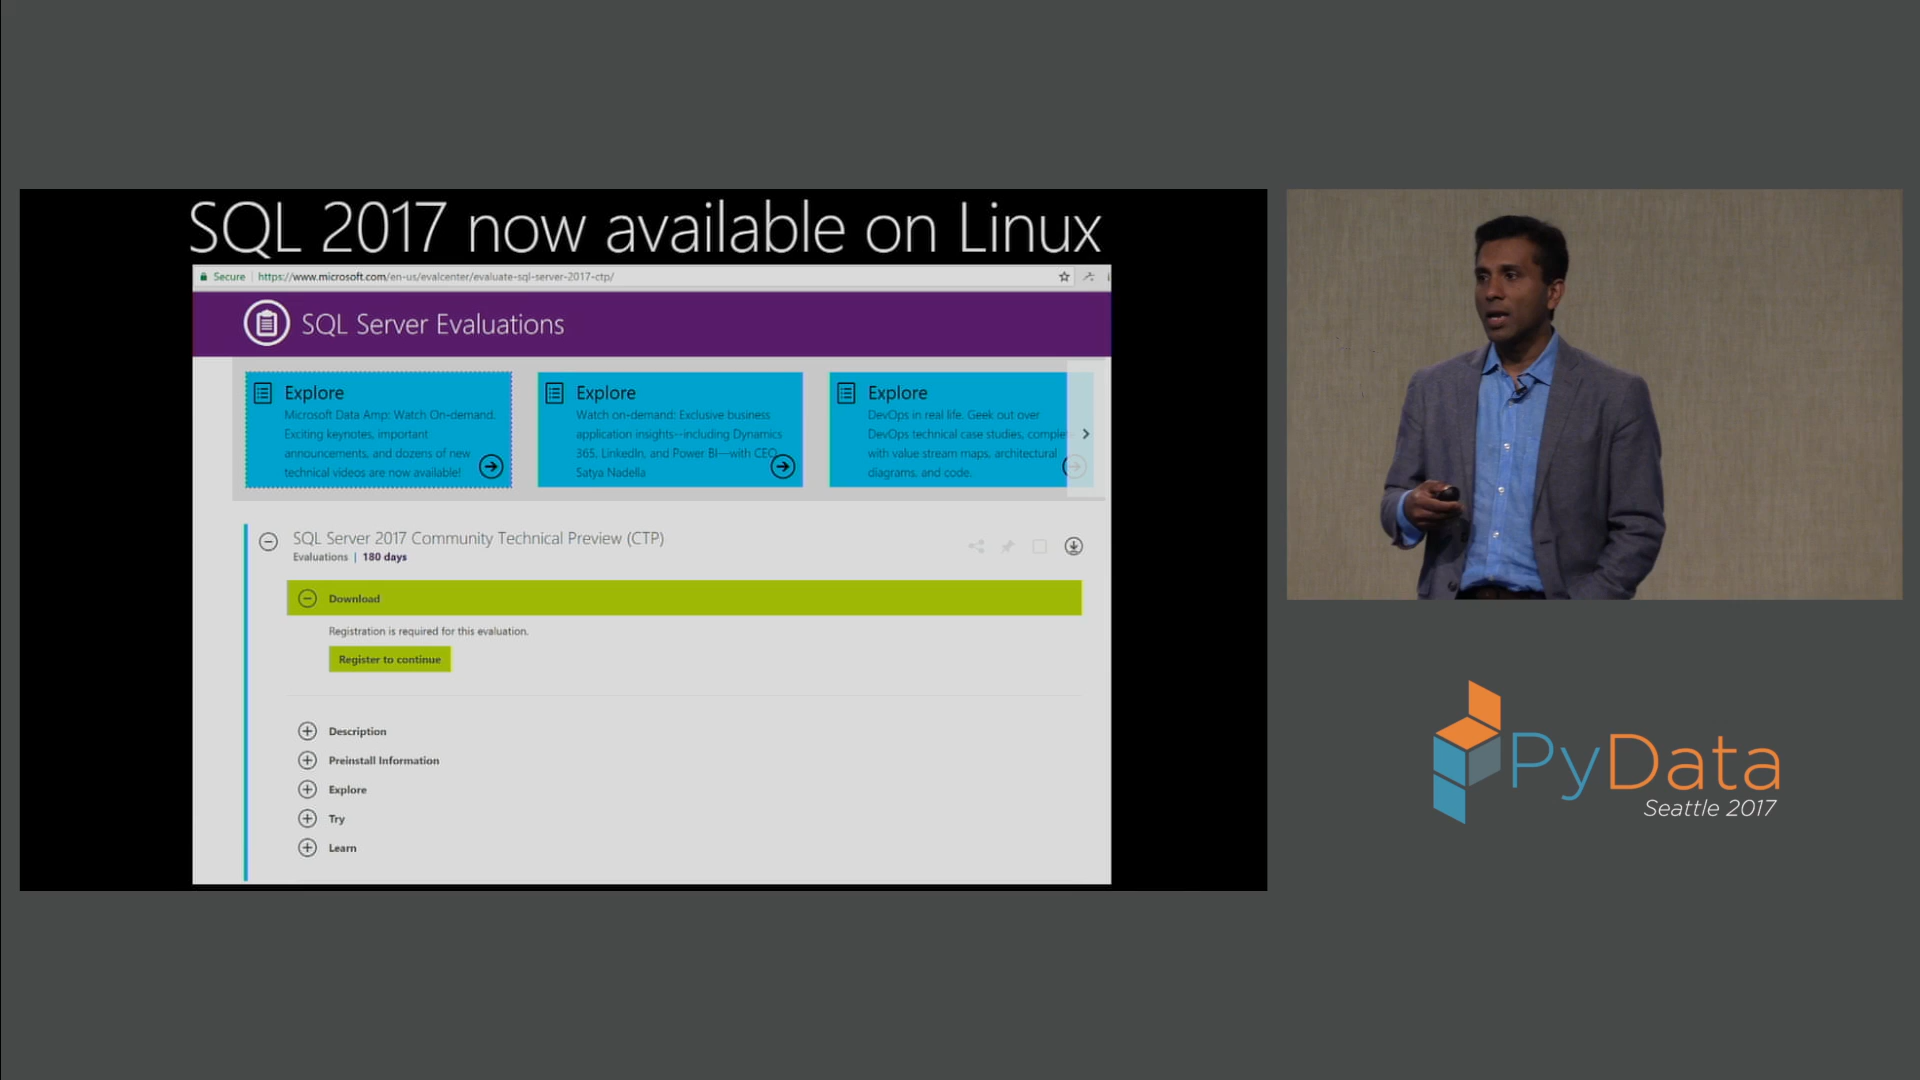 SQL 2017 now available on Linux
Secure https://www.microsoft.com/en-us/evalcenter/evaluate-sql-server-2017-ctp/
SQL Server Evaluations
Explore
Microsoft Data Amp: Watch On-demand.
Exciting keynotes, important
announcements, and dozens of new
technical videos are now available!
Explore
Watch on-demand: Exclusive business
application insights--including Dynamics
365, LinkedIn, and Power BI—with CEO
Satya Nadella
Explore
DevOps in real life. Geek out over
DevOps technical case studies, complete
with value stream maps, architectural
diagrams, and code.
SQL Server 2017 Community Technical Preview (CTP)
Evaluations | 180 days
Download
Registration is required for this evaluation.
Register to continue
Description
Preinstall Information
Explore
Try
Learn
PyData
Seattle 2017